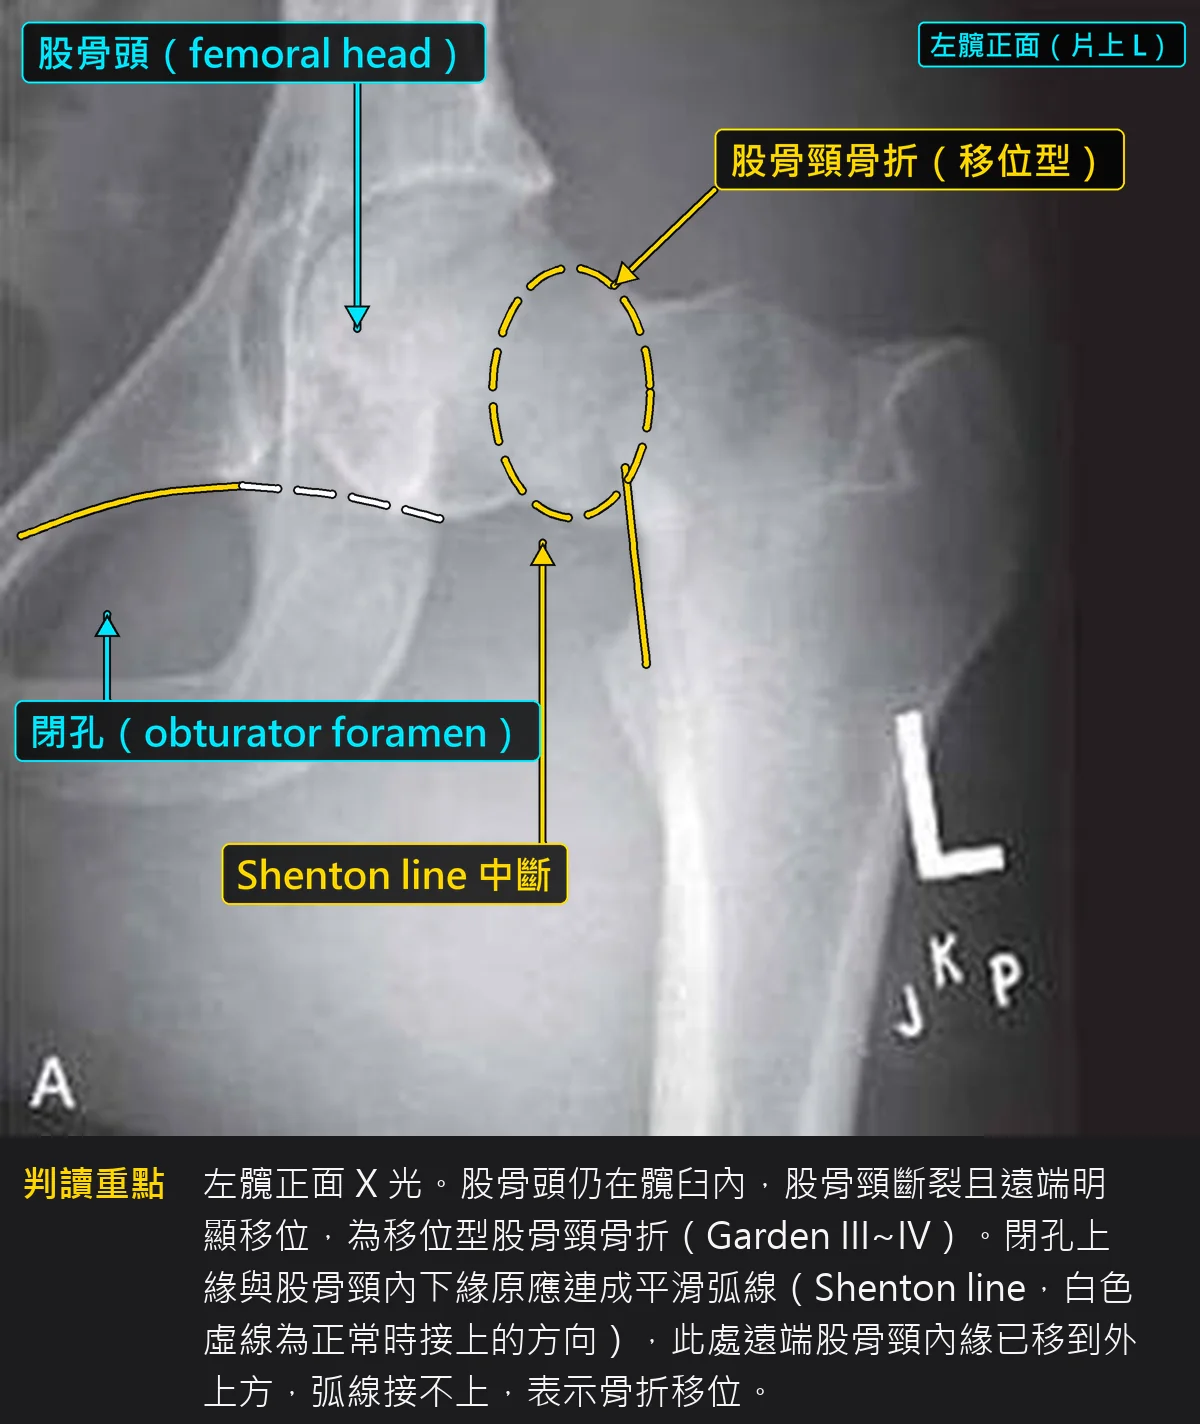 股骨頭（femoral head）
左髖正面（片上 L）
股骨頸骨折（移位型）
閉孔（obturator foramen）
Shenton line 中斷
L
K
P
J
A
判讀重點
左髖正面 X 光。股骨頭仍在髖臼內，股骨頸斷裂且遠端明
顯移位，為移位型股骨頸骨折（Garden III~IV）。閉孔上
緣與股骨頸內下緣原應連成平滑弧線（Shenton line，白色
虛線為正常時接上的方向），此處遠端股骨頸內緣已移到外
上方，弧線接不上，表示骨折移位。